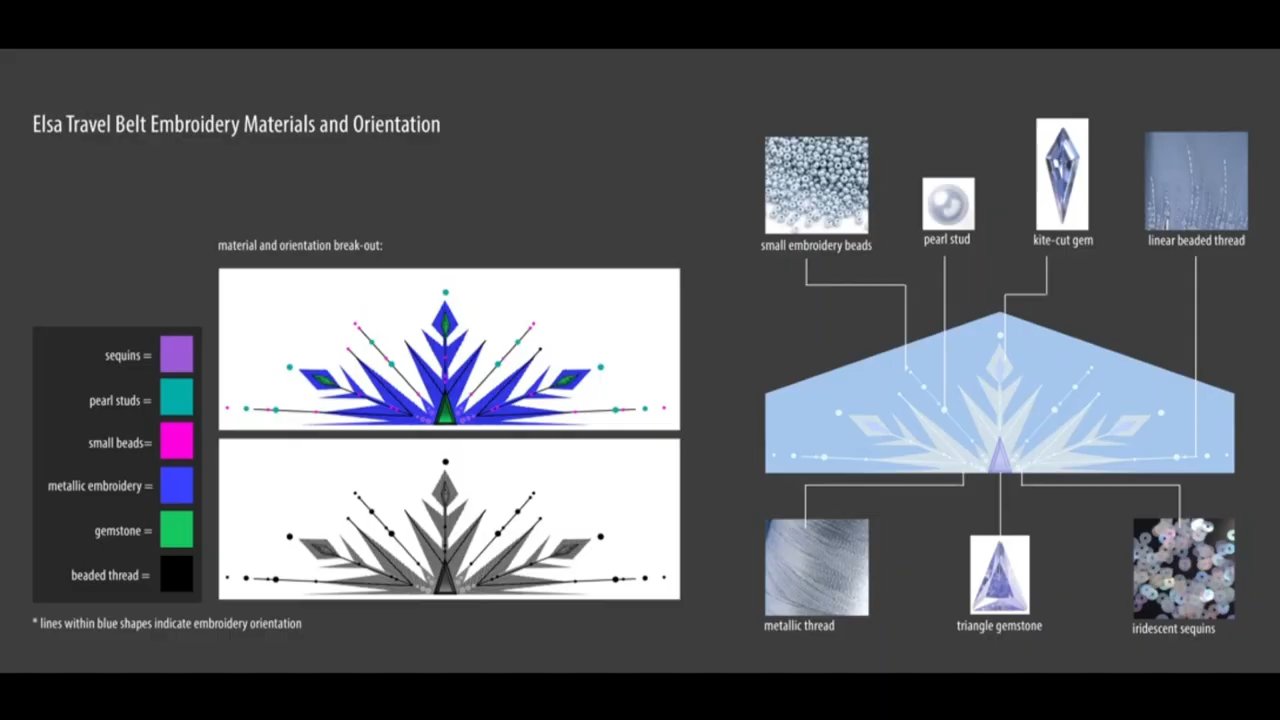 Elsa Travel Belt Embroidery Materials and Orientation
material and orientation break-out:
sequins =
pearl studs =
small beads=
metallic embroidery =
gemstone =
beaded thread =
* lines within blue shapes indicate embroidery orientation
small embroidery beads
pearl stud
kite-cut gem
linear beaded thread
metallic thread
triangle gemstone
iridescent sequins